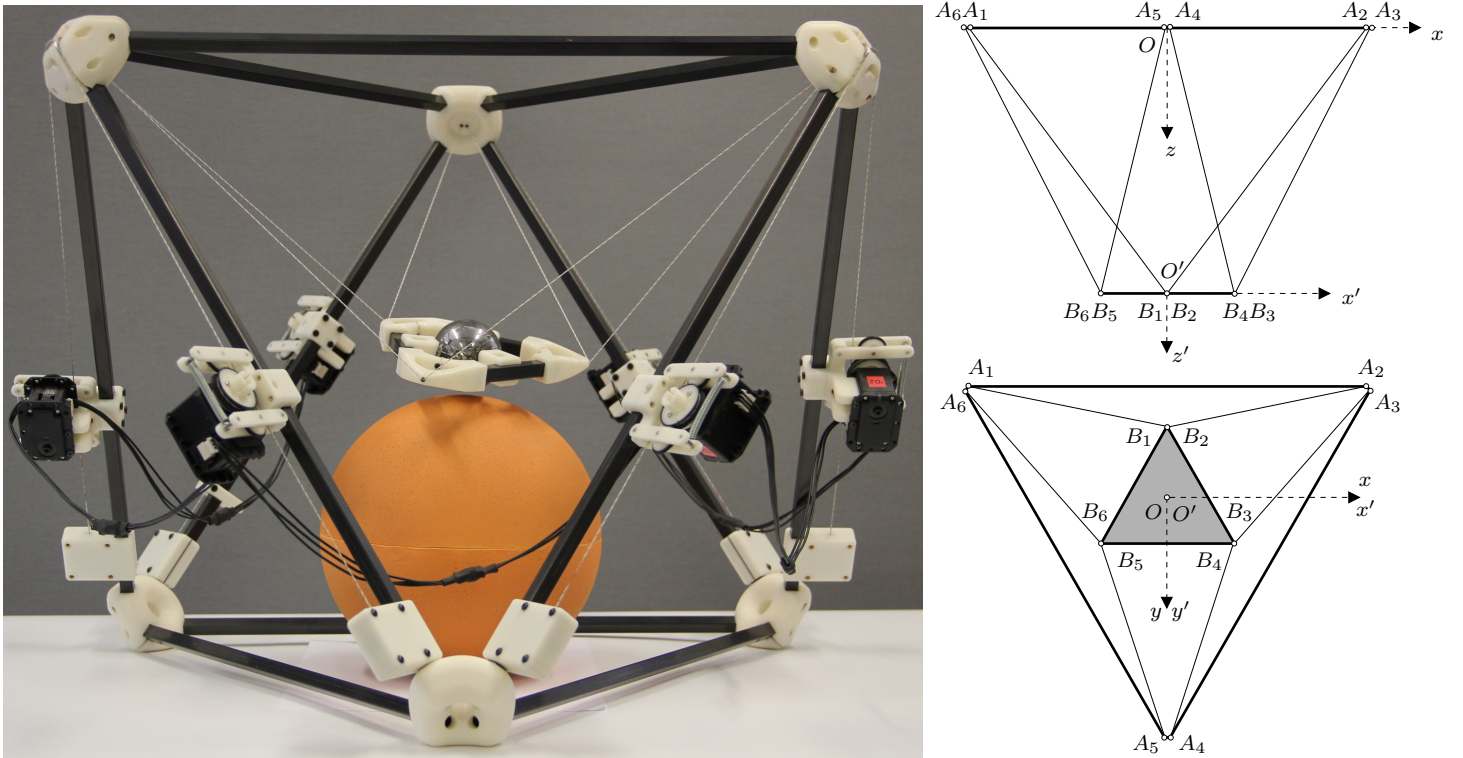 A6A1 A5 A4 A2 A3
O x
z
O′
x′
B6B5 B1 B2 B4B3
z′
A1 A2
A6 A3
B1 B2
x
B6 O O′ B3 x′
B5 B4
y y′
A5 A4